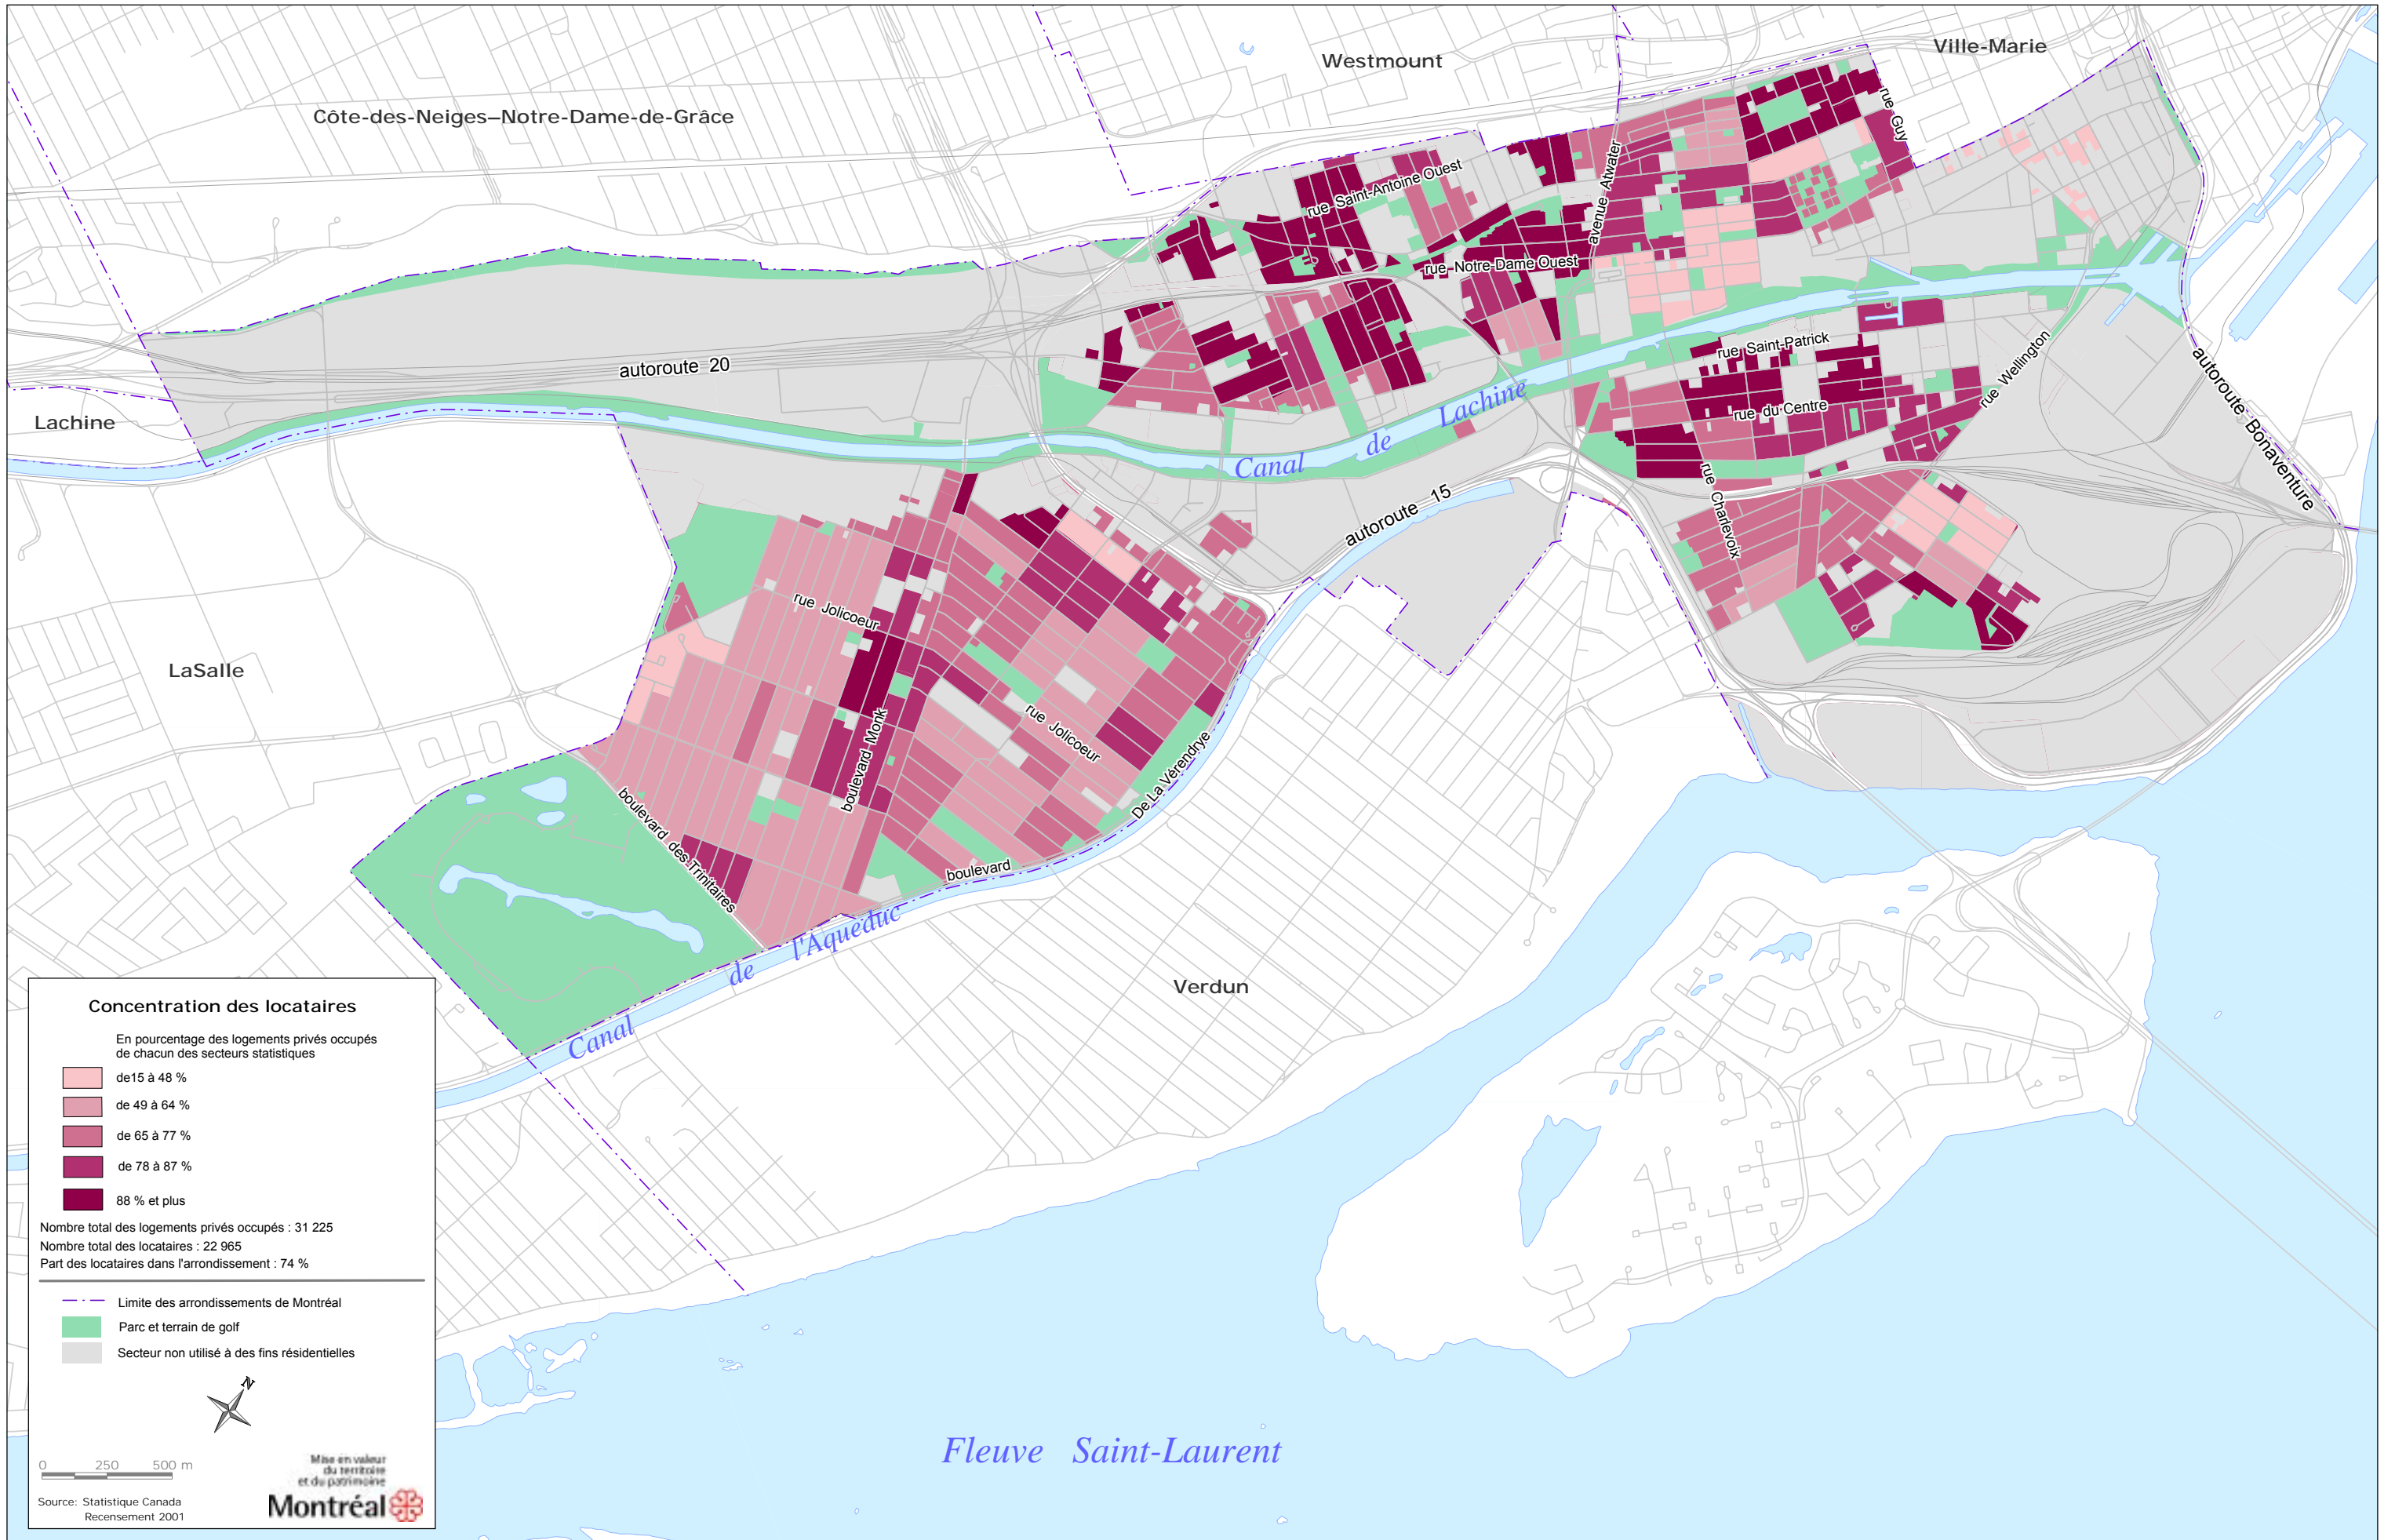 Westmount
Ville-Marie
Côte-des-Neiges–Notre-Dame-de-Grâce
rue Guy
avenue Atwater
rue Saint-Antoine Ouest
rue Notre-Dame Ouest
autoroute 20
rue Saint-Patrick
rue Wellington
autoroute Bonaventure
Lachine
Canal de Lachine
rue du Centre
rue Charlevoix
autoroute 15
rue Jolicoeur
LaSalle
boulevard Monk
rue Jolicoeur
De La Vérendrye
boulevard
boulevard des Trinitaires
Canal de l'Aqueduc
Verdun
Fleuve Saint-Laurent
Concentration des locataires
En pourcentage des logements privés occupés
de chacun des secteurs statistiques
de15 à 48 %
de 49 à 64 %
de 65 à 77 %
de 78 à 87 %
88 % et plus
Nombre total des logements privés occupés : 31 225
Nombre total des locataires : 22 965
Part des locataires dans l'arrondissement : 74 %
Limite des arrondissements de Montréal
Parc et terrain de golf
Secteur non utilisé à des fins résidentielles
N
0 250 500 m
Mise en valeur
du territoire
et du patrimoine
Montréal
Source: Statistique Canada
Recensement 2001